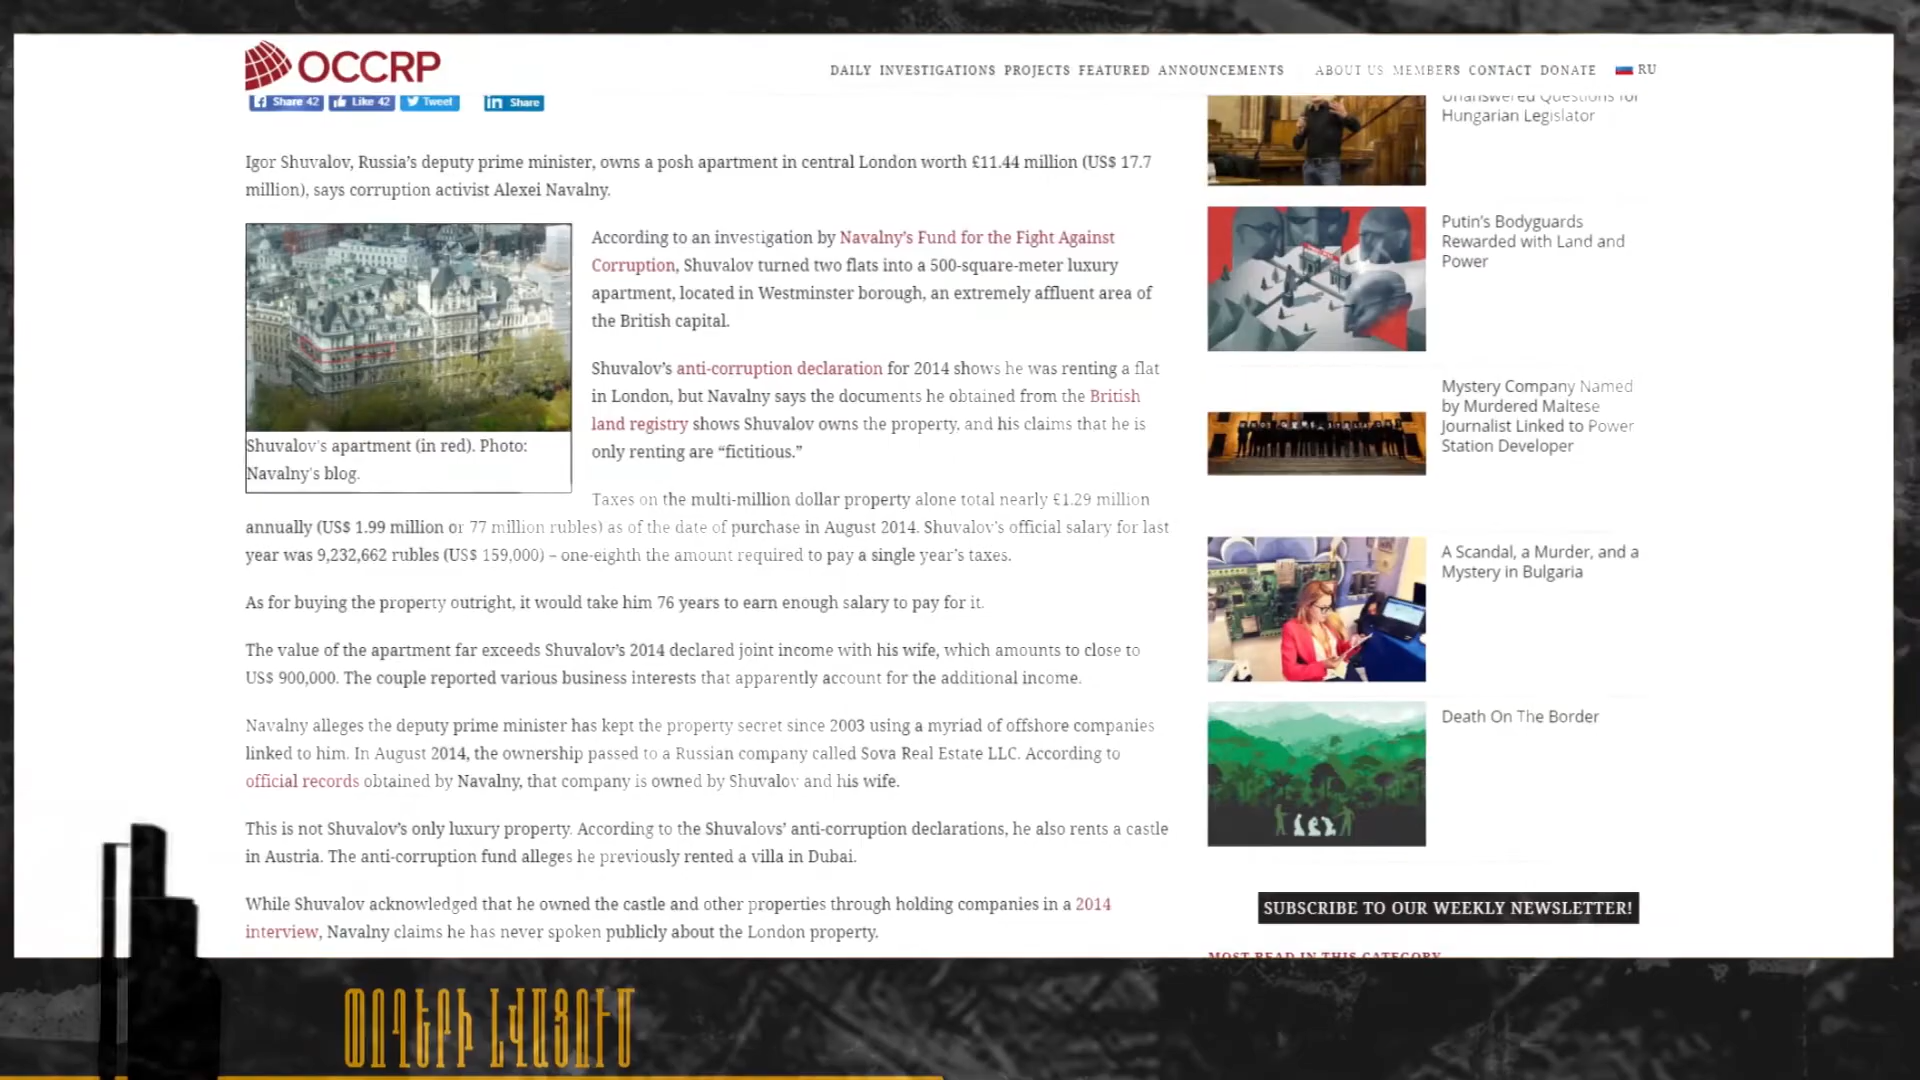 OCCRP
DAILY INVESTIGATIONS PROJECTS FEATURED ANNOUNCEMENTS ABOUT US MEMBERS CONTACT DONATE RU
Share 42 Like 42 Tweet Share
Igor Shuvalov, Russia’s deputy prime minister, owns a posh apartment in central London worth £11.44 million (US$ 17.7
million), says corruption activist Alexei Navalny.
Shuvalov's apartment (in red). Photo:
Navalny's blog.
According to an investigation by Navalny’s Fund for the Fight Against
Corruption, Shuvalov turned two flats into a 500-square-meter luxury
apartment, located in Westminster borough, an extremely affluent area of
the British capital.
Shuvalov’s anti-corruption declaration for 2014 shows he was renting a flat
in London, but Navalny says the documents he obtained from the British
land registry shows Shuvalov owns the property, and his claims that he is
only renting are “fictitious.”
Taxes on the multi-million dollar property alone total nearly £1.29 million
annually (US$ 1.99 million or 77 million rubles) as of the date of purchase in August 2014. Shuvalov’s official salary for last
year was 9,232,662 rubles (US$ 159,000) – one-eighth the amount required to pay a single year’s taxes.
As for buying the property outright, it would take him 76 years to earn enough salary to pay for it.
The value of the apartment far exceeds Shuvalov’s 2014 declared joint income with his wife, which amounts to close to
US$ 900,000. The couple reported various business interests that apparently account for the additional income.
Navalny alleges the deputy prime minister has kept the property secret since 2003 using a myriad of offshore companies
linked to him. In August 2014, the ownership passed to a Russian company called Sova Real Estate LLC. According to
official records obtained by Navalny, that company is owned by Shuvalov and his wife.
This is not Shuvalov’s only luxury property. According to the Shuvalovs’ anti-corruption declarations, he also rents a castle
in Austria. The anti-corruption fund alleges he previously rented a villa in Dubai.
While Shuvalov acknowledged that he owned the castle and other properties through holding companies in a 2014
interview, Navalny claims he has never spoken publicly about the London property.
Unanswered Questions for
Hungarian Legislator
Putin’s Bodyguards
Rewarded with Land and
Power
Mystery Company Named
by Murdered Maltese
Journalist Linked to Power
Station Developer
A Scandal, a Murder, and a
Mystery in Bulgaria
Death On The Border
SUBSCRIBE TO OUR WEEKLY NEWSLETTER!
MOST READ IN THIS CATEGORY
ՓՈՂԵՐԻ ԼՎԱՑՈՒՄ